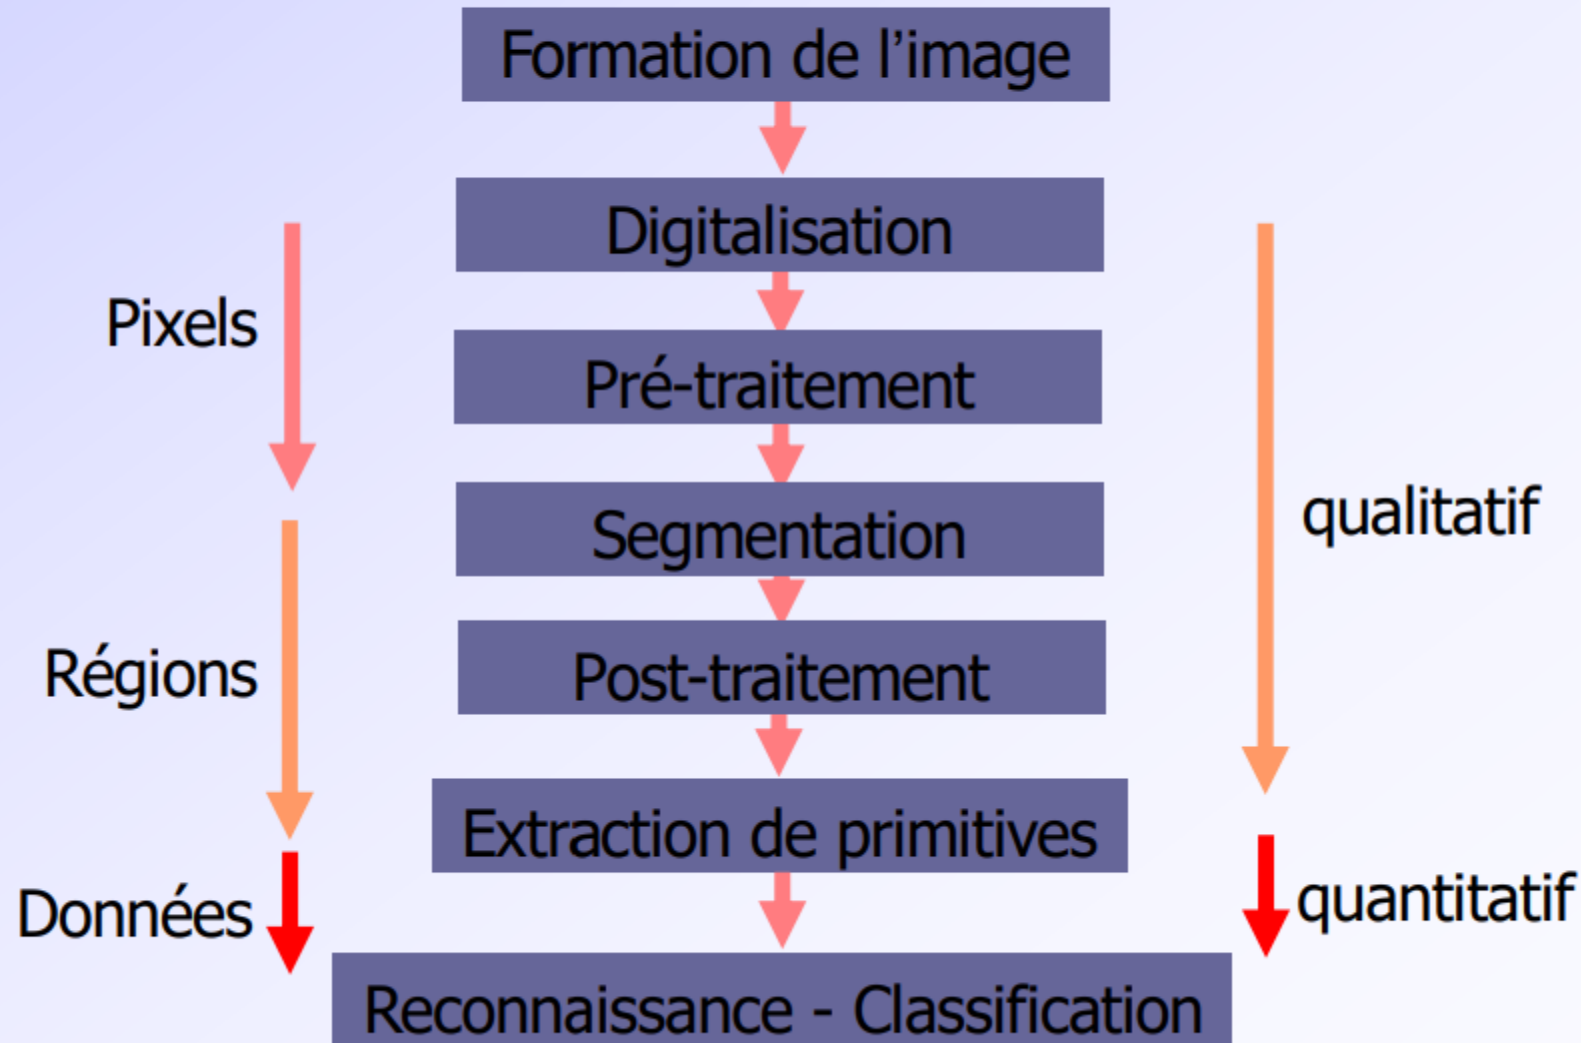 Formation de l’image
Digitalisation
Pixels
Pré-traitement
Segmentation
qualitatif
Régions
Post-traitement
Extraction de primitives
Données
quantitatif
Reconnaissance - Classification